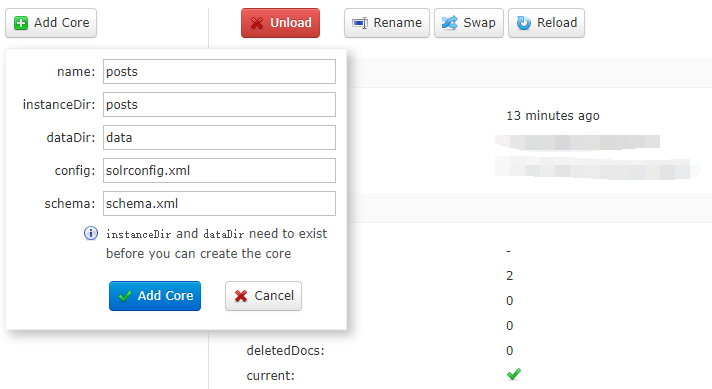 Add Core
Unload
Rename
Swap
Reload
name: posts
instanceDir: posts
dataDir: data
config: solrconfig.xml
schema: schema.xml
instanceDir and dataDir need to exist
before you can create the core
Add Core
Cancel
13 minutes ago
-
2
0
0
deletedDocs: 0
current: